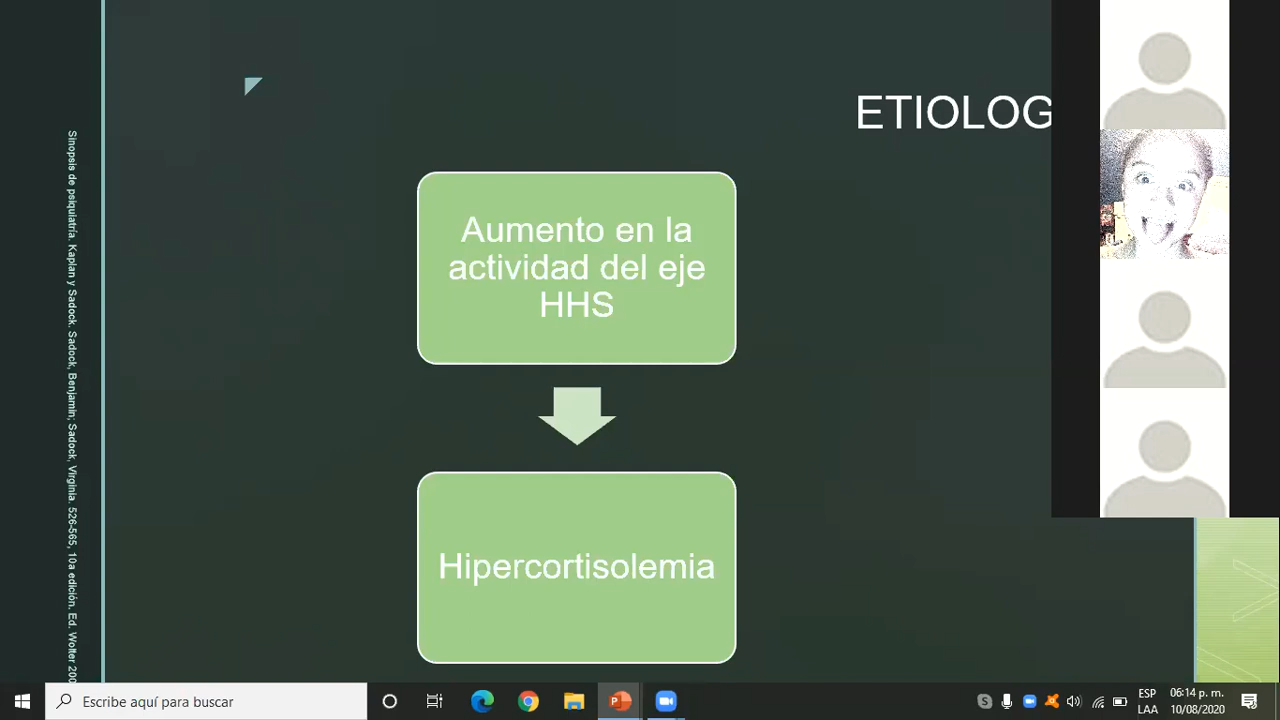 ETIOLOG
Aumento en la
actividad del eje
HHS
Hipercortisolemia
Sinopsis de psiquiatría. Kaplan y Sadock. Sadock, Benjamin; Sadock, Virginia. 526-565, 10a edición. Ed. Wolter 200
Escribe aquí para buscar
ESP
LAA
06:14 p. m.
10/08/2020